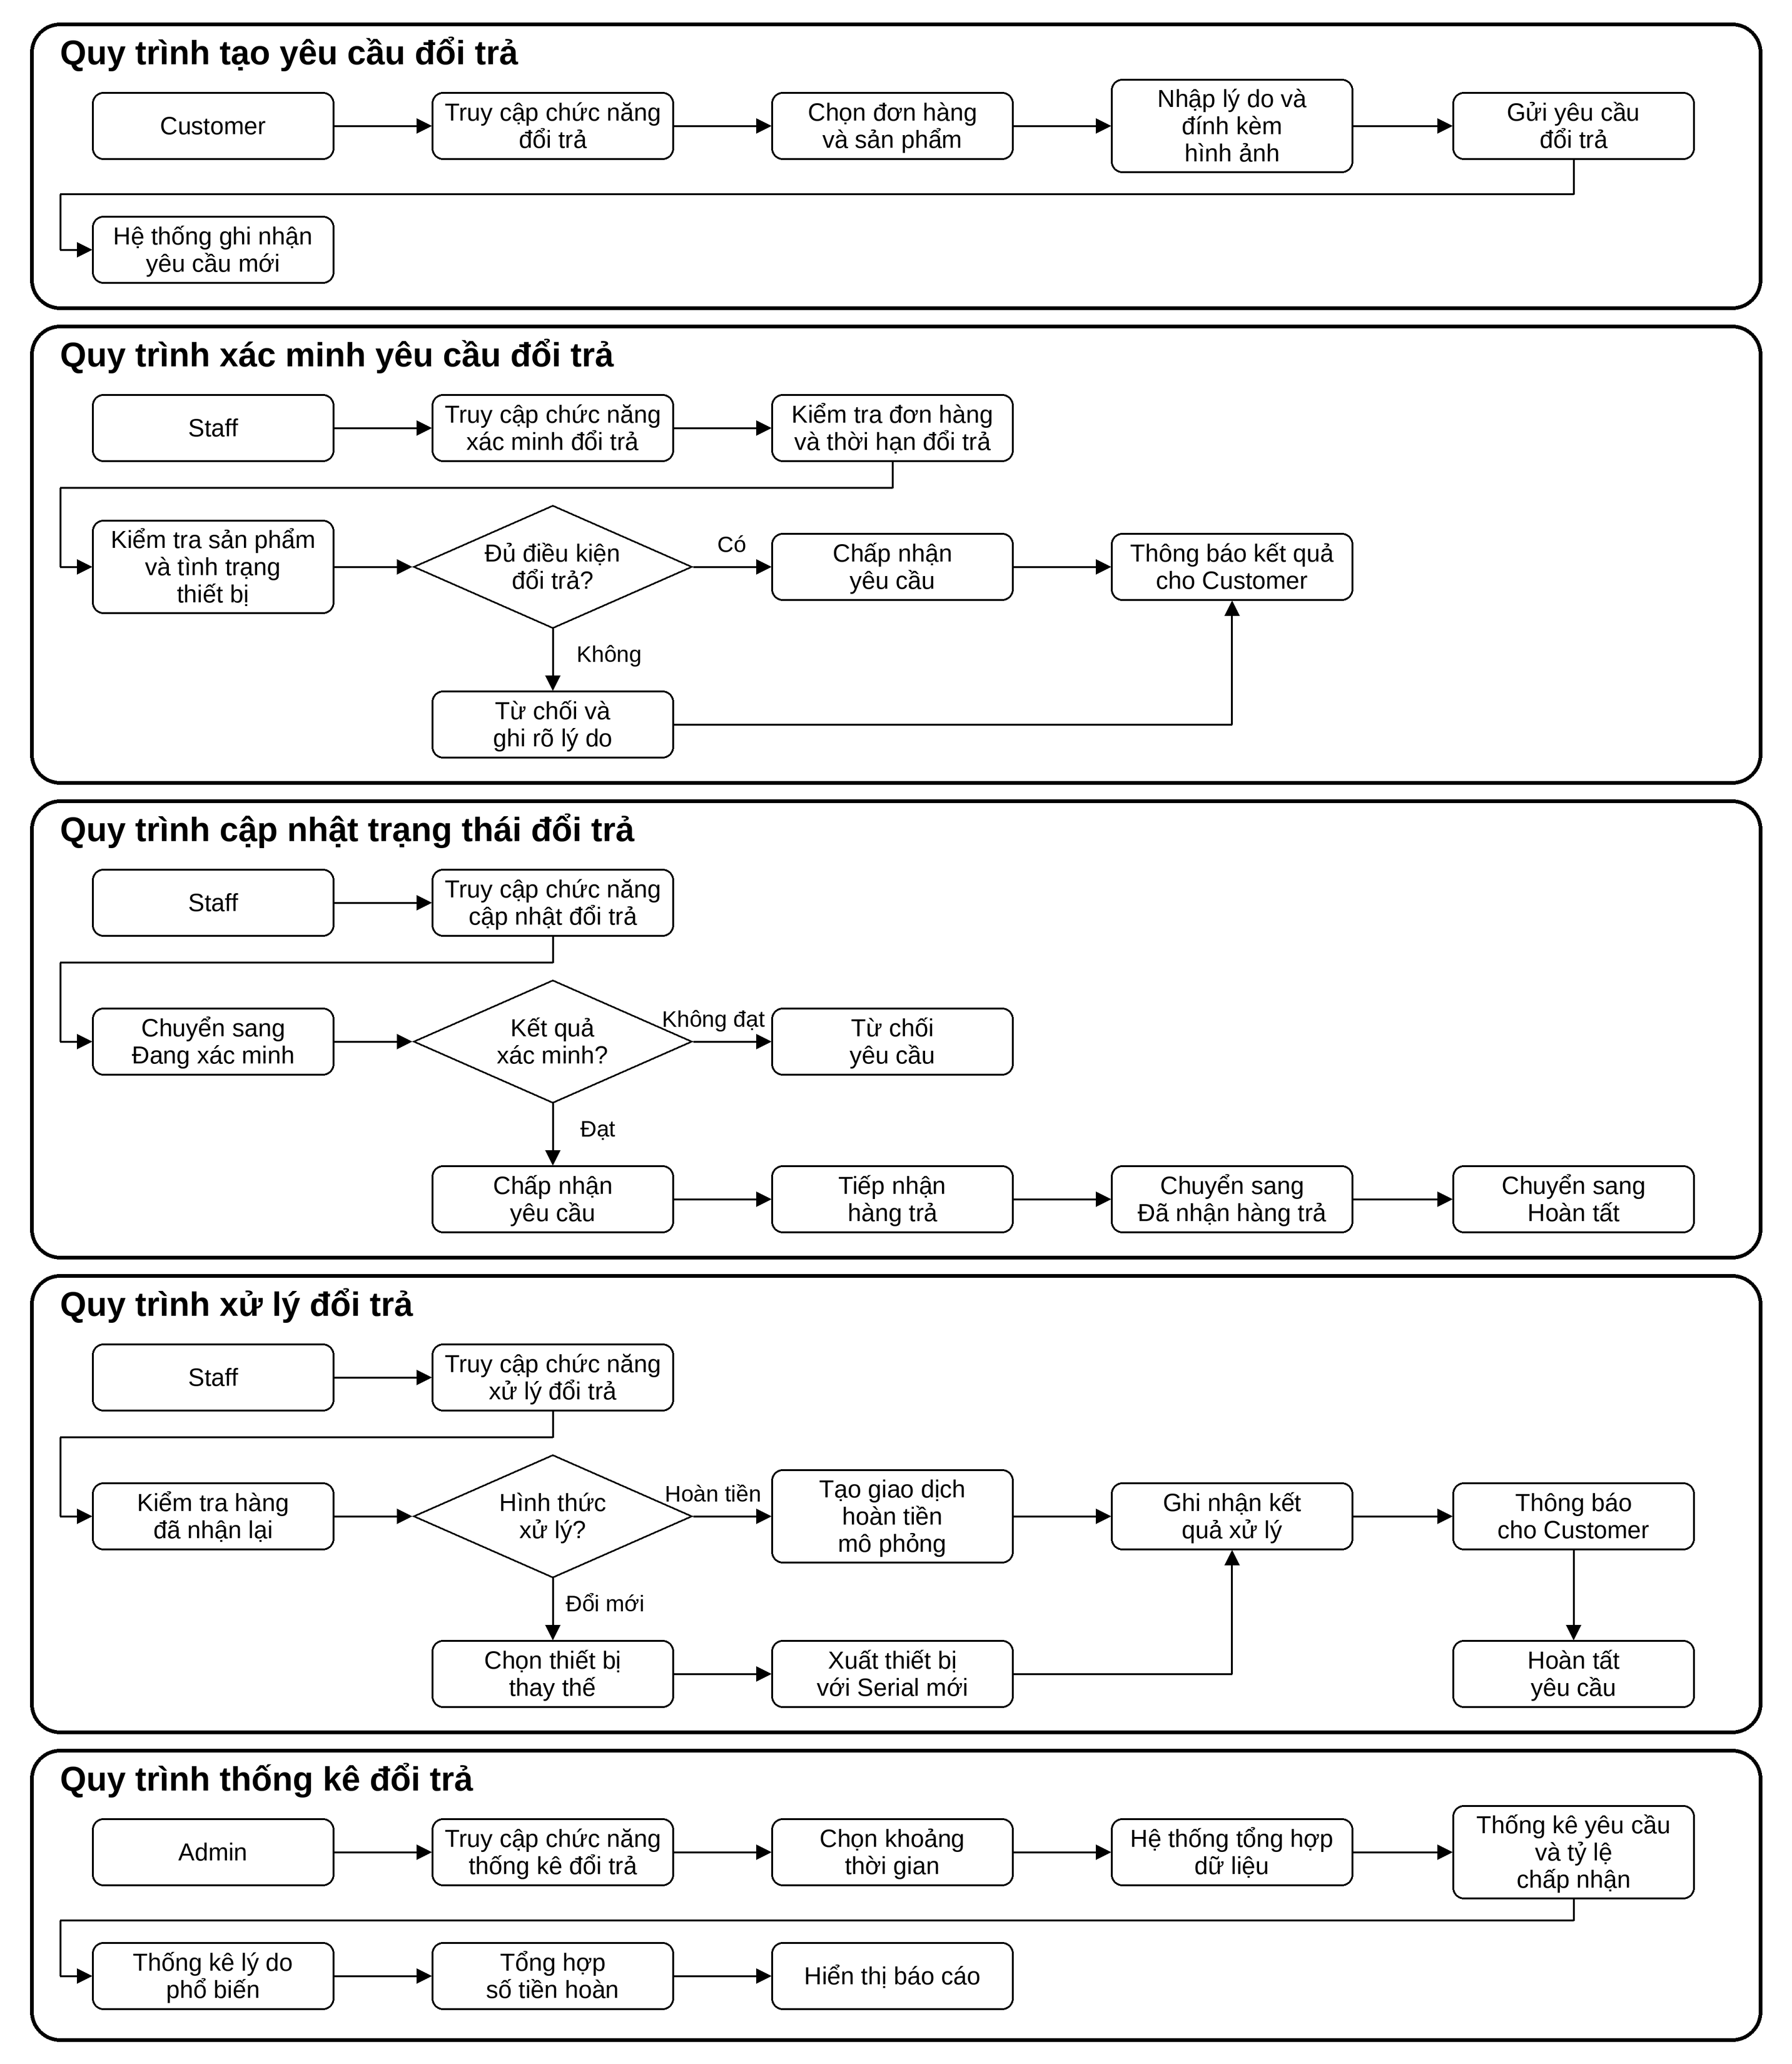 Quy trình tạo yêu cầu đổi trả
Customer
Truy cập chức năng
đổi trả
Chọn đơn hàng
và sản phẩm
Nhập lý do và
đính kèm
hình ảnh
Gửi yêu cầu
đổi trả
Hệ thống ghi nhận
yêu cầu mới
Quy trình xác minh yêu cầu đổi trả
Staff
Truy cập chức năng
xác minh đổi trả
Kiểm tra đơn hàng
và thời hạn đổi trả
Kiểm tra sản phẩm
và tình trạng
thiết bị
Đủ điều kiện
đổi trả?
Có
Chấp nhận
yêu cầu
Thông báo kết quả
cho Customer
Không
Từ chối và
ghi rõ lý do
Quy trình cập nhật trạng thái đổi trả
Staff
Truy cập chức năng
cập nhật đổi trả
Chuyển sang
Đang xác minh
Kết quả
xác minh?
Không đạt
Từ chối
yêu cầu
Đạt
Chấp nhận
yêu cầu
Tiếp nhận
hàng trả
Chuyển sang
Đã nhận hàng trả
Chuyển sang
Hoàn tất
Quy trình xử lý đổi trả
Staff
Truy cập chức năng
xử lý đổi trả
Kiểm tra hàng
đã nhận lại
Hình thức
xử lý?
Hoàn tiền
Tạo giao dịch
hoàn tiền
mô phỏng
Ghi nhận kết
quả xử lý
Thông báo
cho Customer
Đổi mới
Chọn thiết bị
thay thế
Xuất thiết bị
với Serial mới
Hoàn tất
yêu cầu
Quy trình thống kê đổi trả
Admin
Truy cập chức năng
thống kê đổi trả
Chọn khoảng
thời gian
Hệ thống tổng hợp
dữ liệu
Thống kê yêu cầu
và tỷ lệ
chấp nhận
Thống kê lý do
phổ biến
Tổng hợp
số tiền hoàn
Hiển thị báo cáo